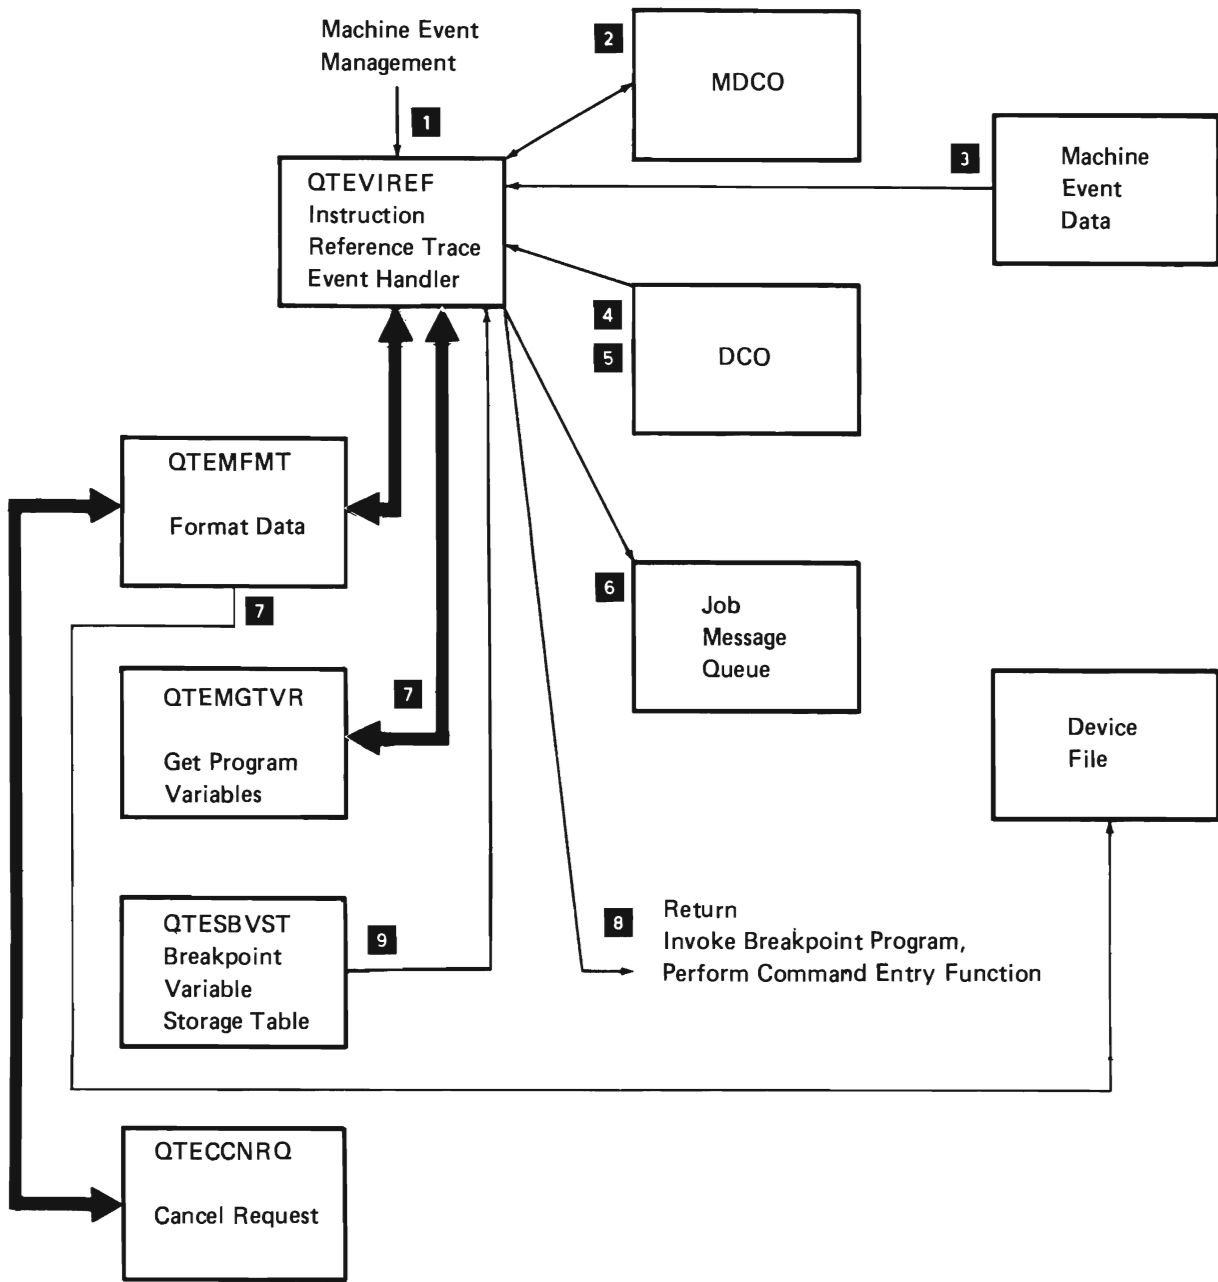 Machine Event
Management
1
2
MDCO
3
Machine
Event
Data
QTEVIREF
Instruction
Reference Trace
Event Handler
4
5
DCO
QTEMFMT
Format Data
7
6
Job
Message
Queue
QTEMGTVR
Get Program
Variables
7
Device
File
QTESBVST
Breakpoint
Variable
Storage Table
9
8
Return
Invoke Breakpoint Program,
Perform Command Entry Function
QTECCNRQ
Cancel Request